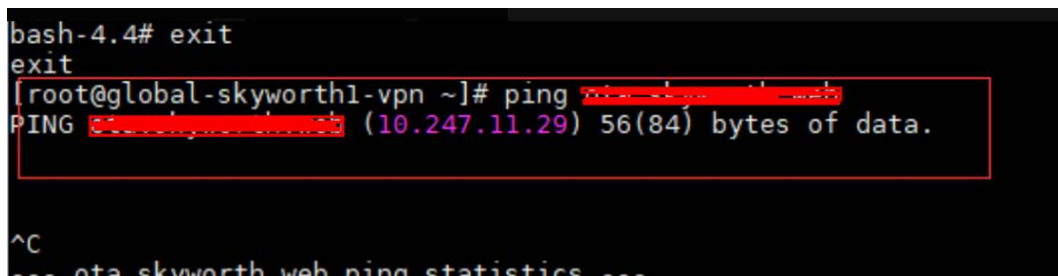 bash-4.4# exit
exit
[root@global-skyworth1-vpn ~]# ping
PING (10.247.11.29) 56(84) bytes of data.
^C
--- ota skyworth web ping statistics ---